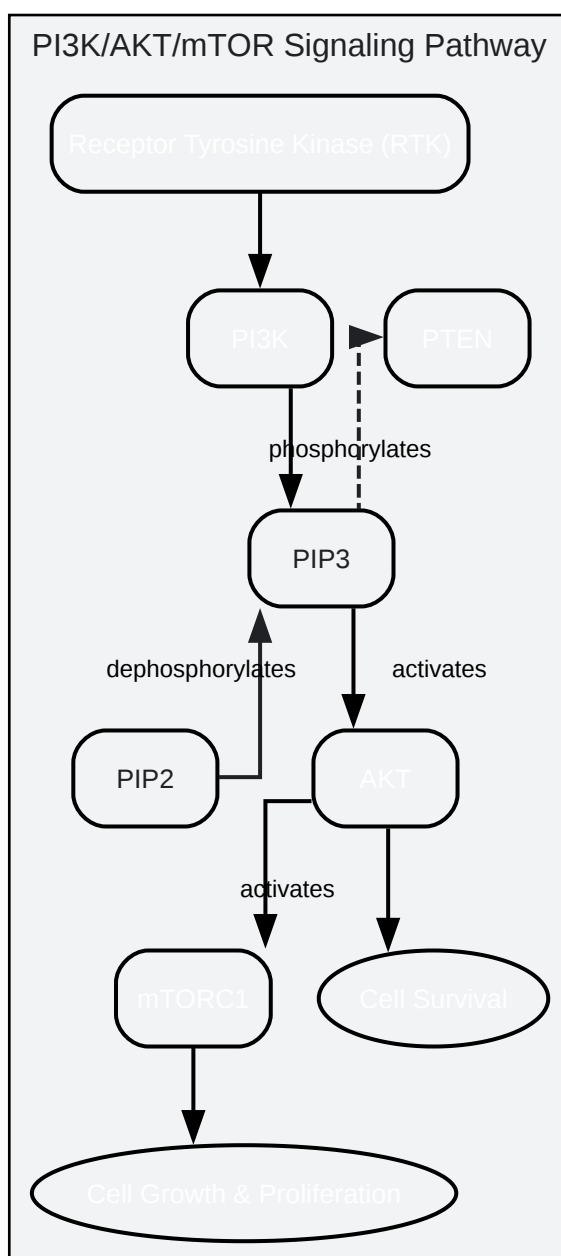 PI3K/AKT/mTOR Signaling Pathway
Receptor Tyrosine Kinase (RTK)
PI3K
PTEN
phosphorylates
PIP3
dephosphorylates
activates
PIP2
AKT
activates
mTORC1
Cell Survival
Cell Growth & Proliferation